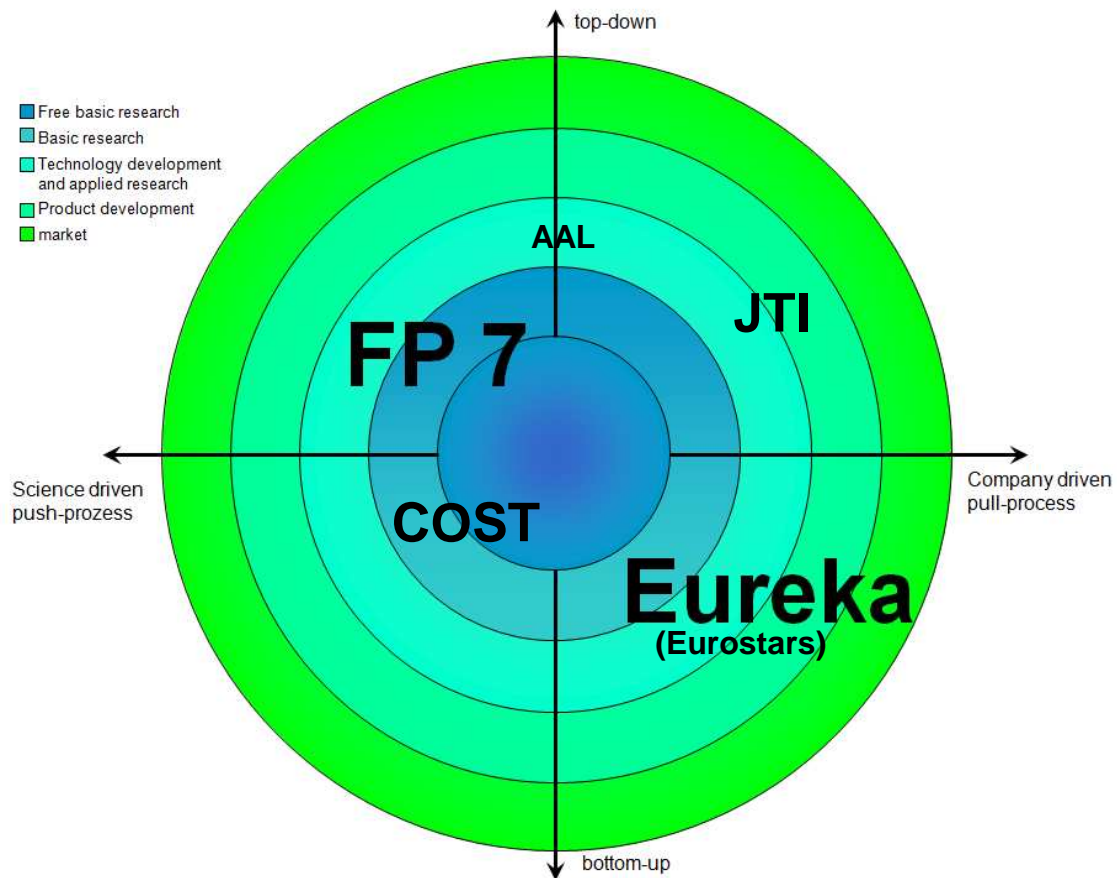 top-down
Free basic research
Basic research
Technology development
and applied research
Product development
market
AAL
JTI
FP 7
Science driven
push-prozess
Company driven
pull-process
COST
Eureka
(Eurostars)
bottom-up